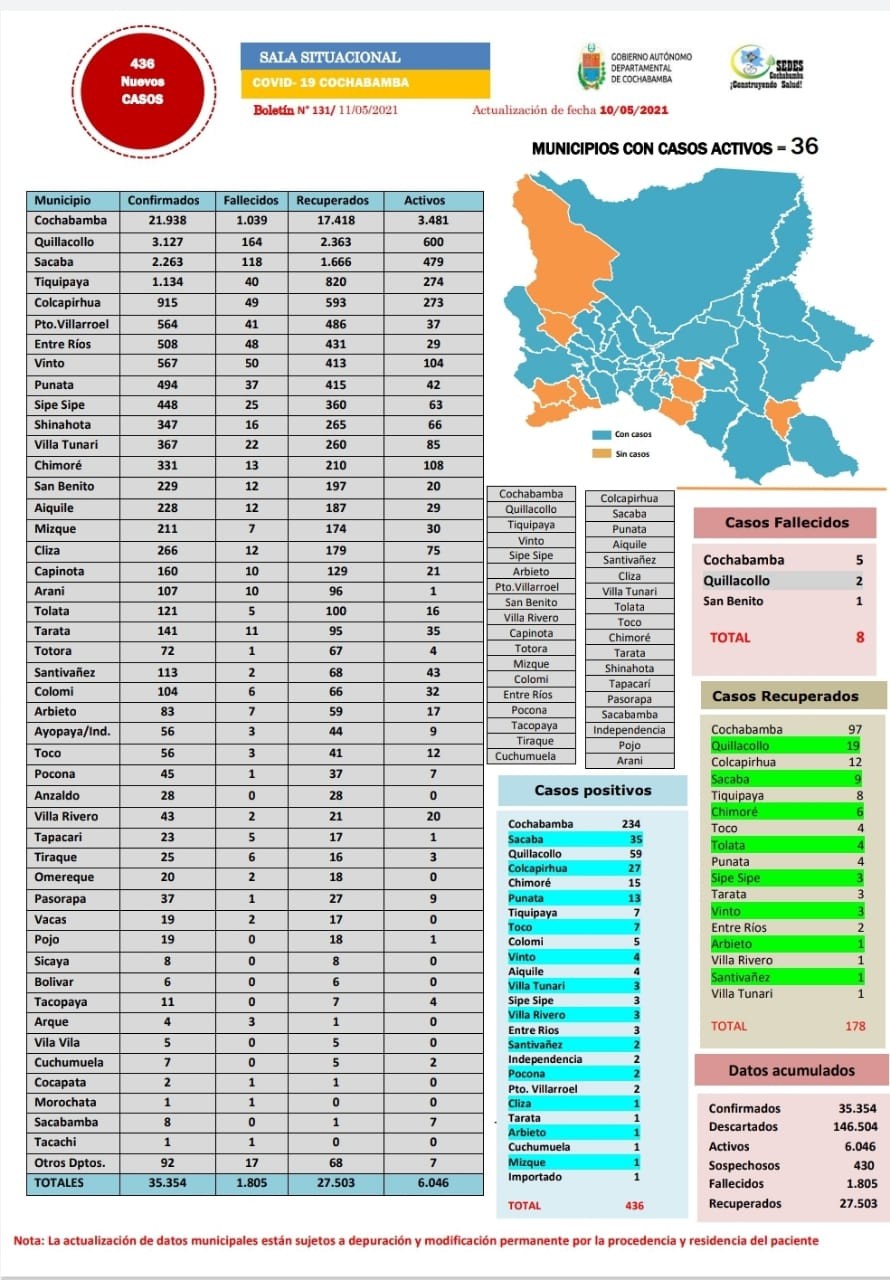 436
Nuevos
CASOS
SALA SITUACIONAL
COVID- 19 COCHABAMBA
Boletín N° 131/ 11/05/2021
Actualización de fecha 10/05/2021
GOBIERNO AUTÓNOMO
DEPARTAMENTAL
DE COCHABAMBA
SEDES
Cochabamba
¡Construyendo Salud!
MUNICIPIOS CON CASOS ACTIVOS = 36
Municipio Confirmados Fallecidos Recuperados Activos
Cochabamba 21.938 1.039 17.418 3.481
Quillacollo 3.127 164 2.363 600
Sacaba 2.263 118 1.666 479
Tiquipaya 1.134 40 820 274
Colcapirhua 915 49 593 273
Pto.Villarroel 564 41 486 37
Entre Ríos 508 48 431 29
Vinto 567 50 413 104
Punata 494 37 415 42
Sipe Sipe 448 25 360 63
Shinahota 347 16 265 66
Villa Tunari 367 22 260 85
Chimoré 331 13 210 108
San Benito 229 12 197 20
Aiquile 228 12 187 29
Mizque 211 7 174 30
Cliza 266 12 179 75
Capinota 160 10 129 21
Arani 107 10 96 1
Tolata 121 5 100 16
Tarata 141 11 95 35
Totora 72 1 67 4
Santivañez 113 2 68 43
Colomi 104 6 66 32
Arbieto 83 7 59 17
Ayopaya/Ind. 56 3 44 9
Toco 56 3 41 12
Pocona 45 1 37 7
Anzaldo 28 0 28 0
Villa Rivero 43 2 21 20
Tapacari 23 5 17 1
Tiraque 25 6 16 3
Omereque 20 2 18 0
Pasorapa 37 1 27 9
Vacas 19 2 17 0
Pojo 19 0 18 1
Sicaya 8 0 8 0
Bolivar 6 0 6 0
Tacopaya 11 0 7 4
Arque 4 3 1 0
Vila Vila 5 0 5 0
Cuchumuela 7 0 5 2
Cocapata 2 1 1 0
Morochata 1 1 0 0
Sacabamba 8 0 1 7
Tacachi 1 1 0 0
Otros Dptos. 92 17 68 7
TOTALES 35.354 1.805 27.503 6.046
Con casos
Sin casos
Cochabamba
Quillacollo
Tiquipaya
Vinto
Sipe Sipe
Arbieto
Pto.Villarroel
San Benito
Villa Rivero
Capinota
Totora
Mizque
Colomi
Entre Ríos
Pocona
Tacopaya
Tiraque
Cuchumuela
Colcapirhua
Sacaba
Punata
Aiquile
Santivañez
Cliza
Villa Tunari
Tolata
Toco
Chimoré
Tarata
Shinahota
Tapacarí
Pasorapa
Sacabamba
Independencia
Pojo
Arani
Casos positivos
Cochabamba 234
Sacaba 35
Quillacollo 59
Colcapirhua 27
Chimoré 15
Punata 13
Tiquipaya 7
Toco 7
Colomi 5
Vinto 4
Aiquile 4
Villa Tunari 3
Sipe Sipe 3
Villa Rivero 3
Entre Rios 3
Santivañez 2
Independencia 2
Pocona 2
Pto. Villarroel 2
Cliza 1
Tarata 1
Arbieto 1
Cuchumuela 1
Mizque 1
Importado 1
TOTAL 436
Casos Fallecidos
Cochabamba 5
Quillacollo 2
San Benito 1
TOTAL 8
Casos Recuperados
Cochabamba 97
Quillacollo 19
Colcapirhua 12
Sacaba 9
Tiquipaya 8
Chimoré 6
Toco 4
Tolata 4
Punata 4
Sipe Sipe 3
Tarata 3
Vinto 3
Entre Ríos 2
Arbieto 1
Villa Rivero 1
Santivañez 1
Villa Tunari 1
TOTAL 178
Datos acumulados
Confirmados 35.354
Descartados 146.504
Activos 6.046
Sospechosos 430
Fallecidos 1.805
Recuperados 27.503
Nota: La actualización de datos municipales están sujetos a depuración y modificación permanente por la procedencia y residencia del paciente